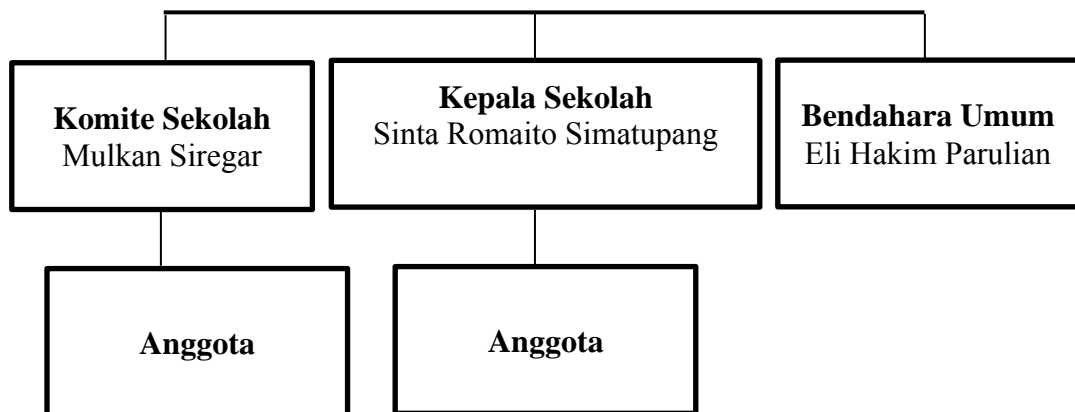 Komite Sekolah
Mulkan Siregar
Kepala Sekolah
Sinta Romaito Simatupang
Bendahara Umum
Eli Hakim Parulian
Anggota
Anggota